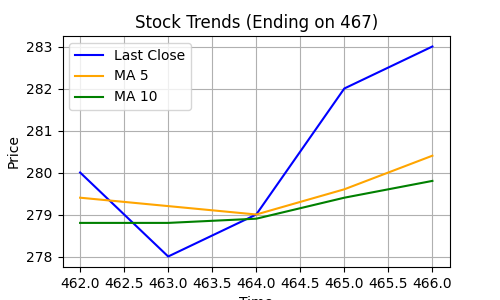 Stock Trends (Ending on 467)
Last Close
MA 5
MA 10
Price
283
282
281
280
279
278
462.0 462.5 463.0 463.5 464.0 464.5 465.0 465.5 466.0
Time